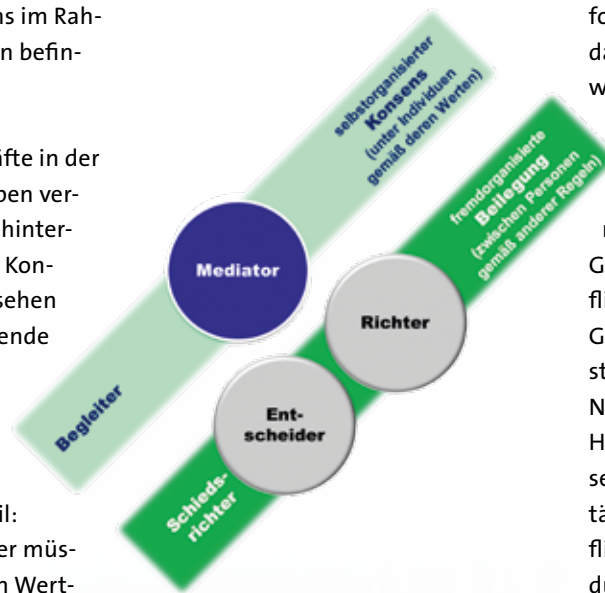 ns im Rah-
n befin-
äfte in der
ben ver-
hinter-
Kon-
sehen
ende
il:
er müs-
n Wert-
selbstorganisierter
Konsens
(unter Individuen
gemäß deren Werten)
Mediator
Begleiter
fremdorganisierte
Beilegung
(zwischen Personen
gemäß anderer Regeln)
Richter
Ent-
scheider
Schieds-
richter
fo
da
w
G
fli
G
st
N
H
se
tä
fli
du